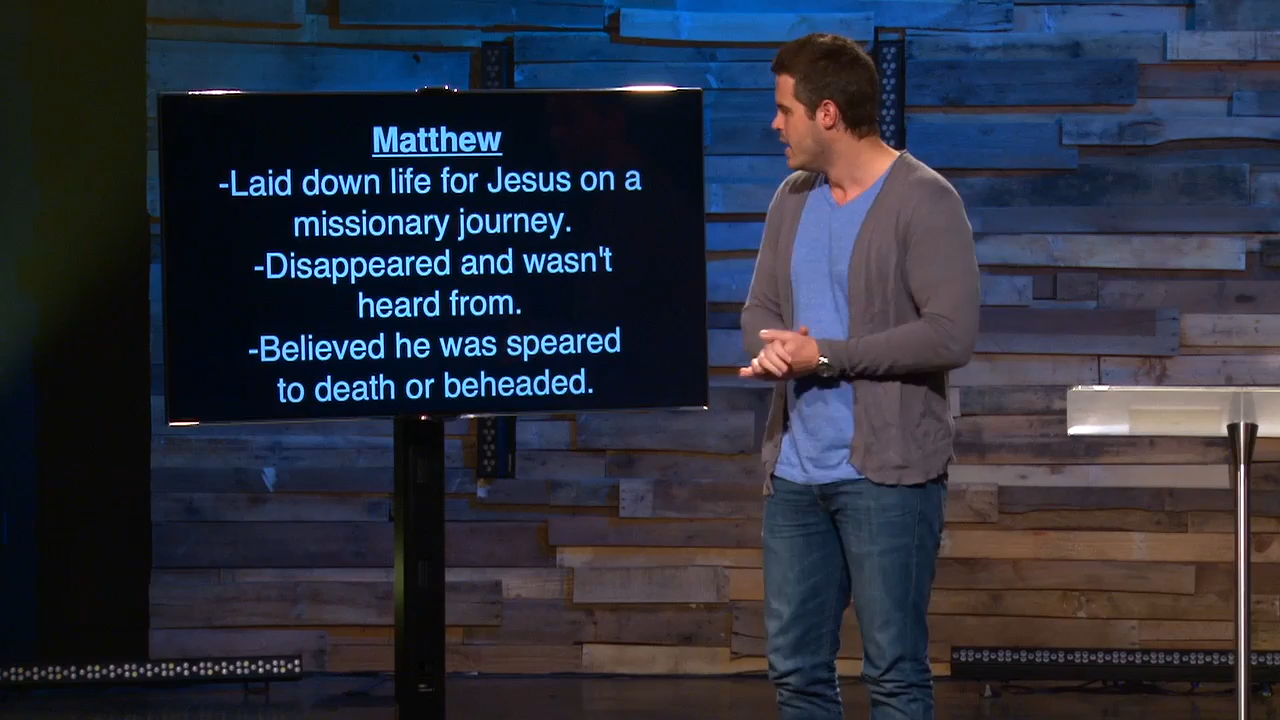 Matthew
-Laid down life for Jesus on a
missionary journey.
-Disappeared and wasn't
heard from.
-Believed he was speared
to death or beheaded.